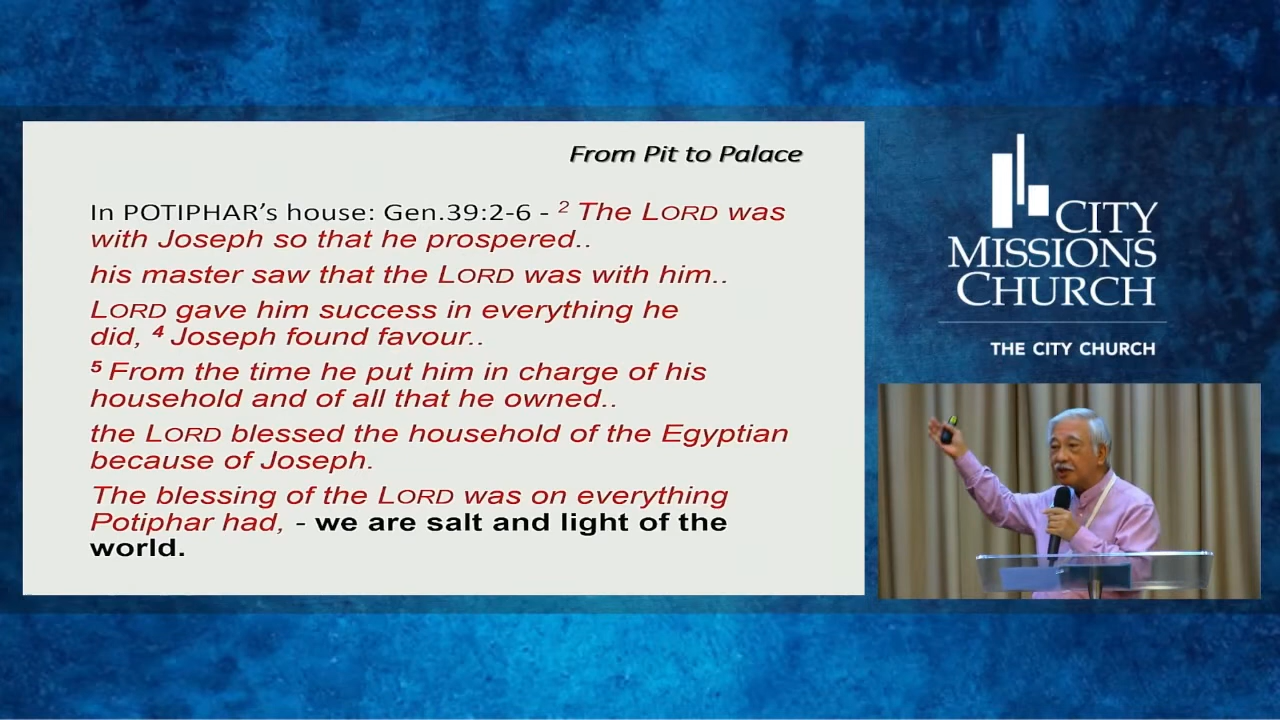 From Pit to Palace
In POTIPHAR’s house: Gen.39:2-6 - 2 The LORD was
with Joseph so that he prospered..
his master saw that the LORD was with him..
LORD gave him success in everything he
did, 4 Joseph found favour..
5 From the time he put him in charge of his
household and of all that he owned..
the LORD blessed the household of the Egyptian
because of Joseph.
The blessing of the LORD was on everything
Potiphar had, - we are salt and light of the
world.
CITY
MISSIONS
CHURCH
THE CITY CHURCH